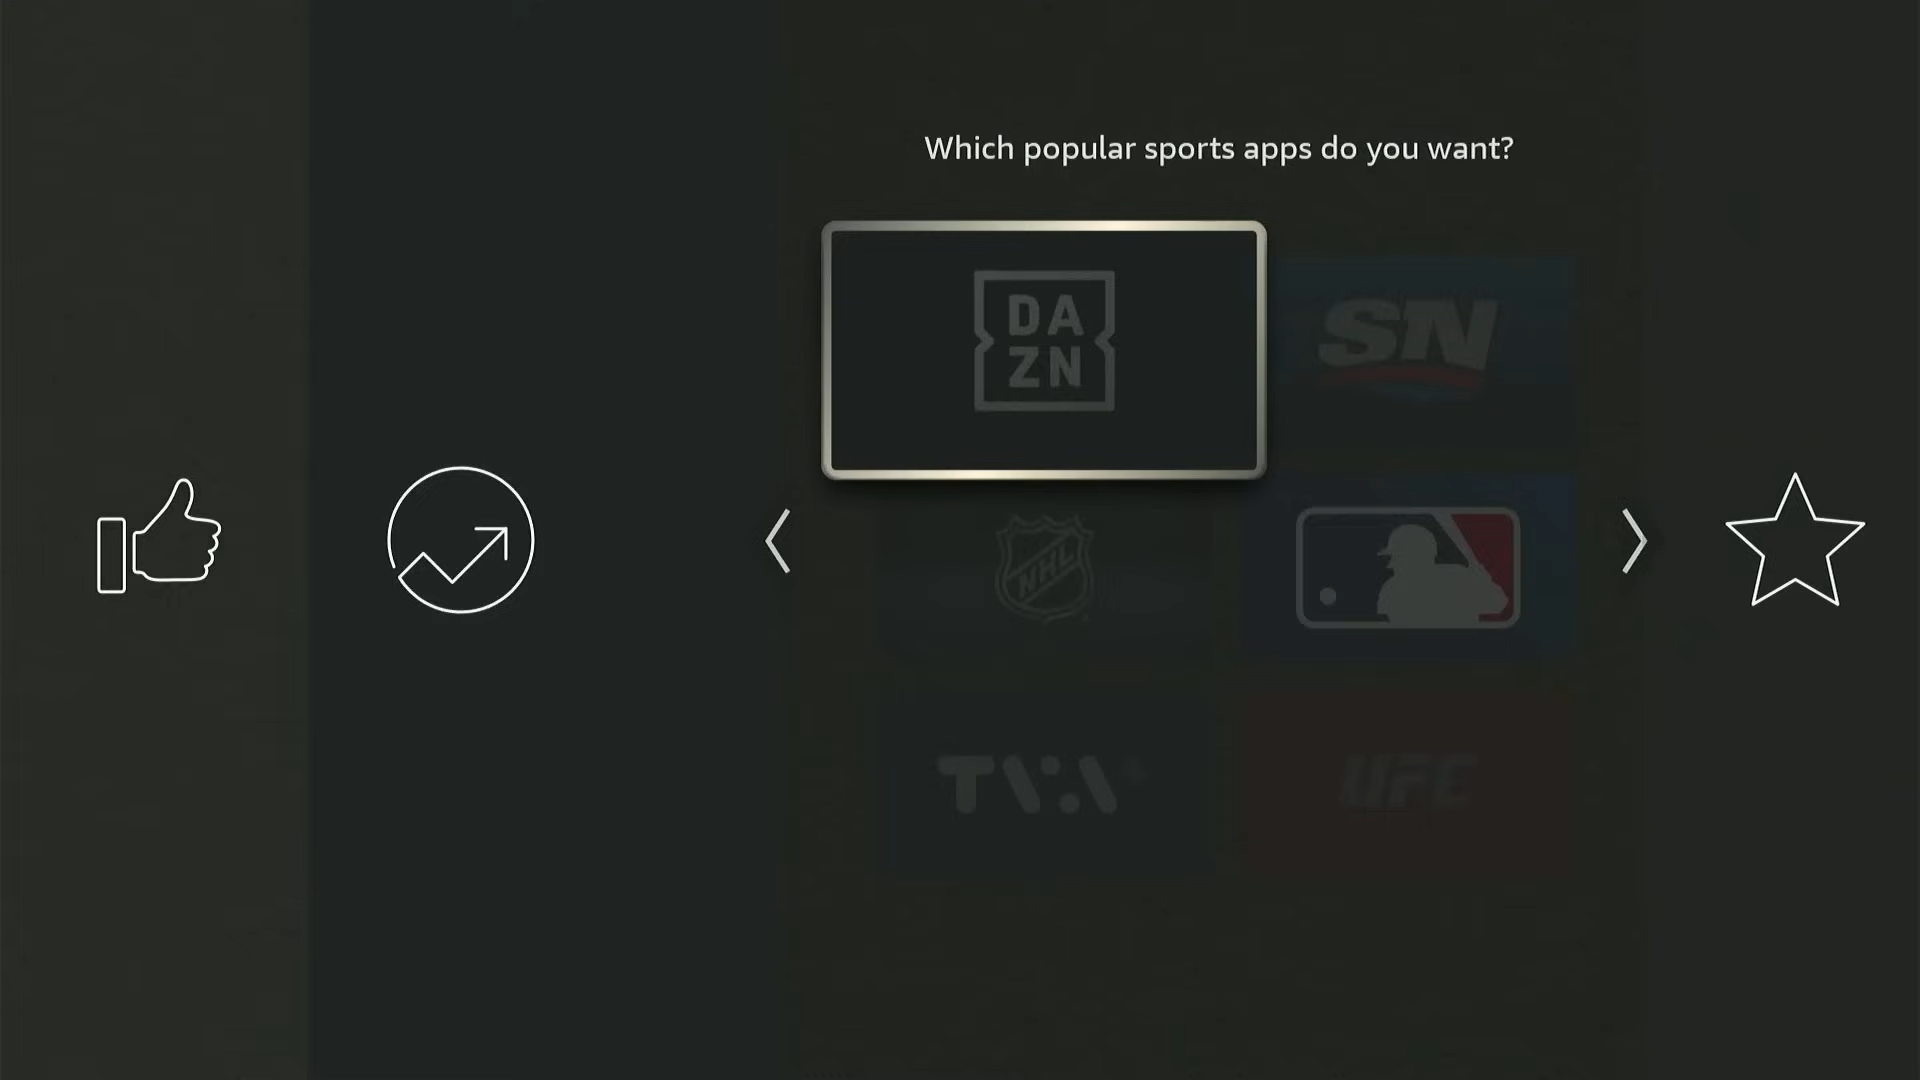 Which popular sports apps do you want?
DA
ZN
SN
NHL
TVA
UFC